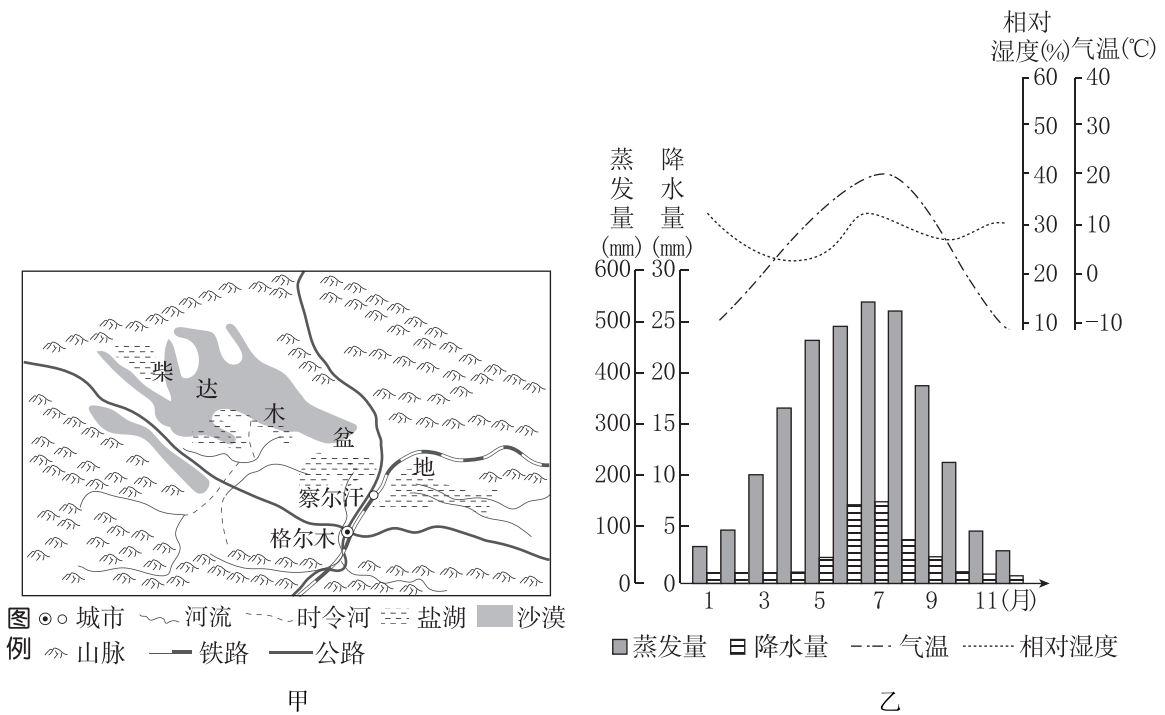 柴
达
木
盆
地
察尔汗
格尔木
图例
城市 河流 时令河 盐湖 沙漠
山脉 铁路 公路
甲
相对湿度(%) 气温(℃)
60 40
50 30
40 20
30 10
20 0
10 -10
蒸发量(mm) 降水量(mm)
600 30
500 25
400 20
300 15
200 10
100 5
0 0
1 3 5 7 9 11(月)
蒸发量 降水量 气温 相对湿度
乙